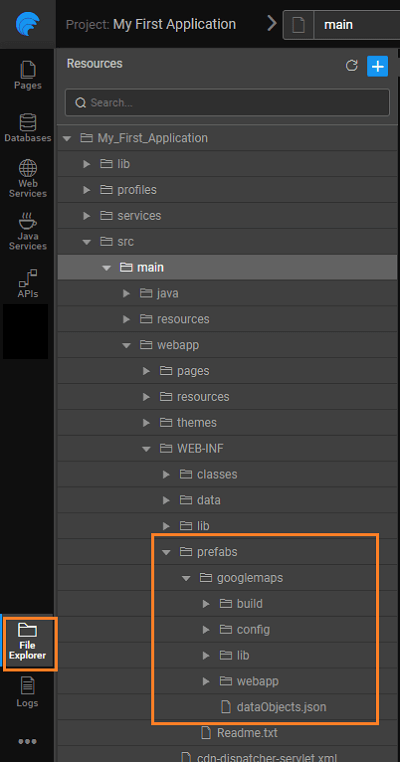 Project: My First Application
main
Pages
Databases
Web
Services
Java
Services
APIs
File
Explorer
Logs
Resources
Search...
My_First_Application
lib
profiles
services
src
main
java
resources
webapp
pages
resources
themes
WEB-INF
classes
data
lib
prefabs
googlemaps
build
config
lib
webapp
dataObjects.json
Readme.txt
cdn-dispatcher-servlet.xml